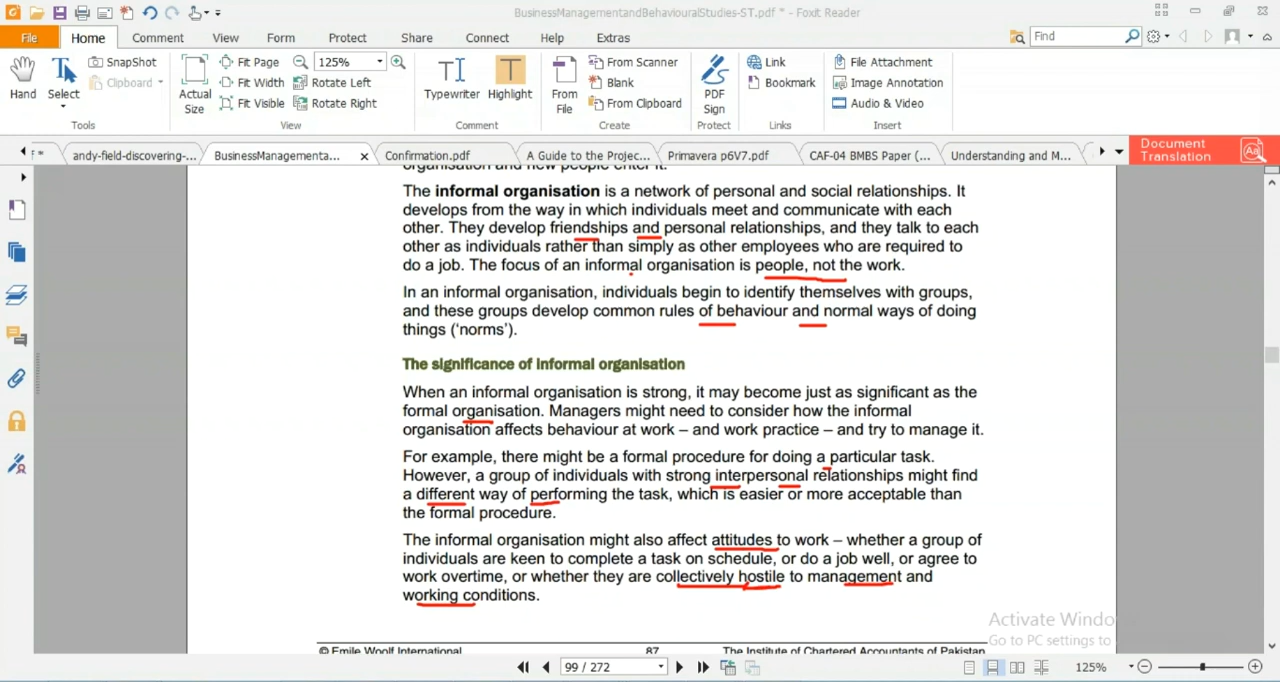 BusinessManagementandBehaviouralStudies-ST.pdf * - Foxit Reader
File Home Comment View Form Protect Share Connect Help Extras Find
Hand Select SnapShot Clipboard Actual Size Fit Page Fit Width Fit Visible 125% Rotate Left Rotate Right Typewriter Highlight From File From Scanner Blank From Clipboard PDF Sign Link Bookmark File Attachment Image Annotation Audio & Video
Tools View Comment Create Protect Links Insert
andy-field-discovering-... BusinessManagementa... Confirmation.pdf A Guide to the Projec... Primavera p6V7.pdf CAF-04 BMBS Paper (... Understanding and M... Document Translation
organisation and new people enter it.
The informal organisation is a network of personal and social relationships. It
develops from the way in which individuals meet and communicate with each
other. They develop friendships and personal relationships, and they talk to each
other as individuals rather than simply as other employees who are required to
do a job. The focus of an informal organisation is people, not the work.
In an informal organisation, individuals begin to identify themselves with groups,
and these groups develop common rules of behaviour and normal ways of doing
things (‘norms’).
The significance of informal organisation
When an informal organisation is strong, it may become just as significant as the
formal organisation. Managers might need to consider how the informal
organisation affects behaviour at work – and work practice – and try to manage it.
For example, there might be a formal procedure for doing a particular task.
However, a group of individuals with strong interpersonal relationships might find
a different way of performing the task, which is easier or more acceptable than
the formal procedure.
The informal organisation might also affect attitudes to work – whether a group of
individuals are keen to complete a task on schedule, or do a job well, or agree to
work overtime, or whether they are collectively hostile to management and
working conditions.
Activate Windo
Go to PC settings to
© Emile Woolf International 87 The Institute of Chartered Accountants of Pakistan
99 / 272 125%